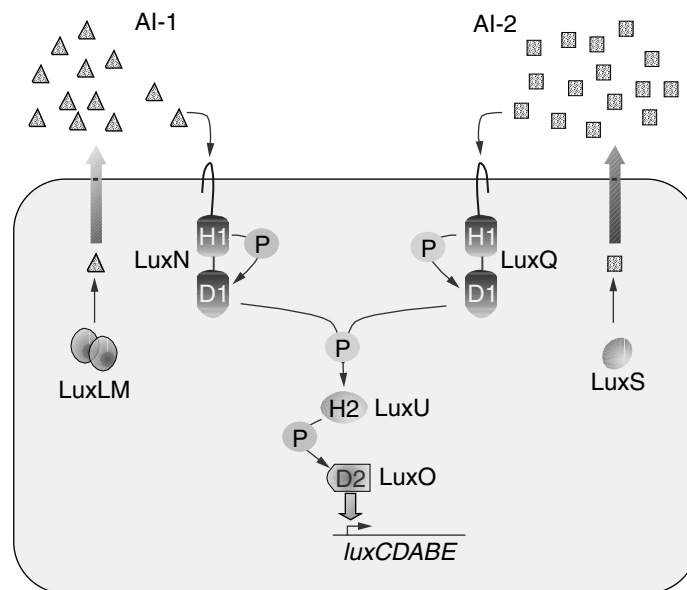 AI-1
AI-2
H1
P
LuxN
D1
P
H1
LuxQ
D1
LuxLM
LuxS
P
H2
LuxU
P
D2
LuxO
luxCDABE